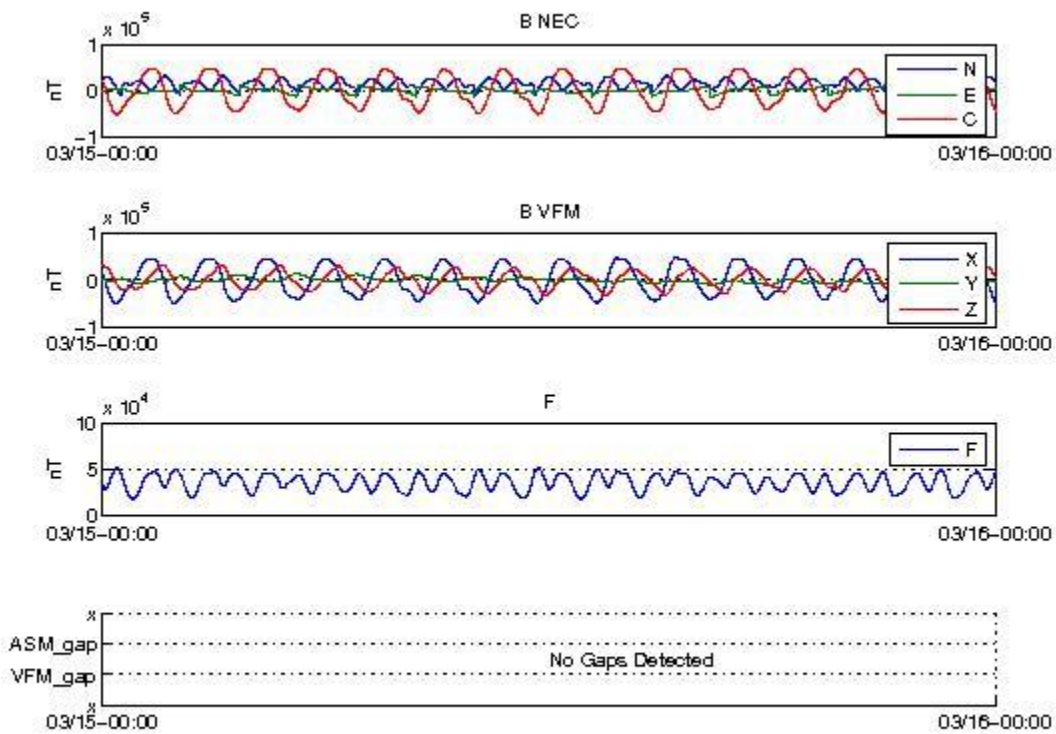 B NEC
x 10^5
1
0
−1
nT
N
E
C
03/15−00:00
03/16−00:00
B VFM
x 10^5
1
0
−1
nT
X
Y
Z
03/15−00:00
03/16−00:00
F
x 10^4
10
5
0
nT
F
03/15−00:00
03/16−00:00
x
ASM_gap
VFM_gap
x
No Gaps Detected
03/15−00:00
03/16−00:00